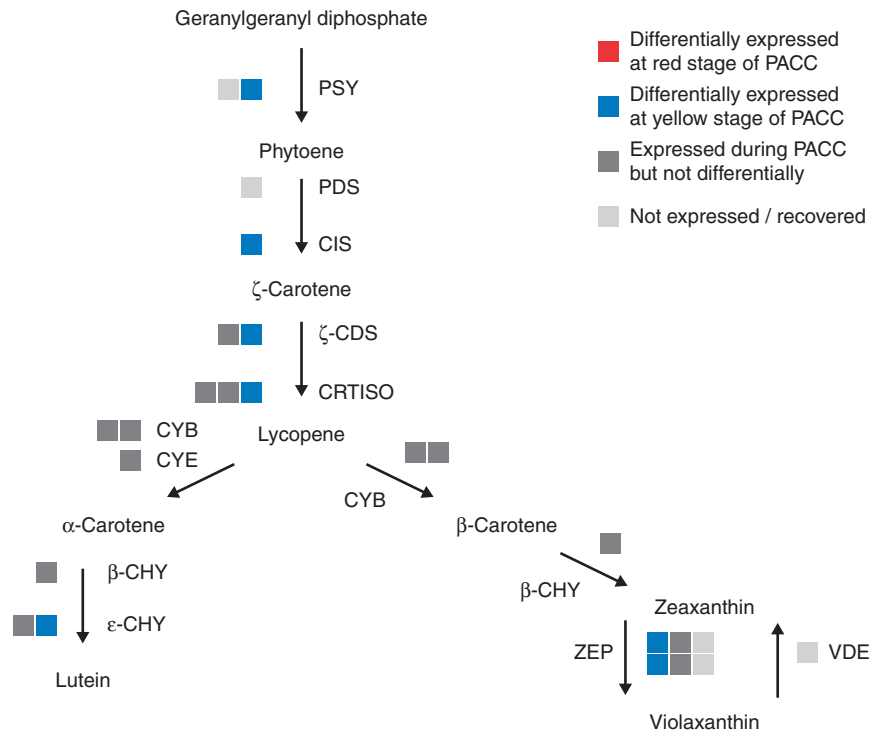 Geranylgeranyl diphosphate
PSY
Phytoene
PDS
CIS
ζ-Carotene
ζ-CDS
CRTISO
CYB
CYE
Lycopene
CYB
α-Carotene
β-Carotene
β-CHY
ε-CHY
Lutein
β-CHY
Zeaxanthin
ZEP
VDE
Violaxanthin
Differentially expressed
at red stage of PACC
Differentially expressed
at yellow stage of PACC
Expressed during PACC
but not differentially
Not expressed / recovered